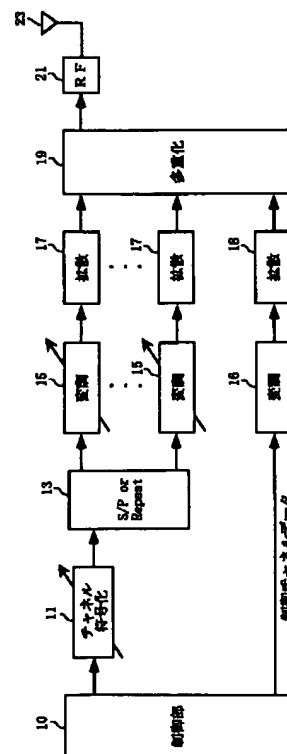 10
制御部
11
チャネル
符号化
13
S/P or
Repeat
15
変調
15
変調
17
拡散
17
拡散
16
変調
18
拡散
19
多重化
21
RF
23
制御チャネルデータ